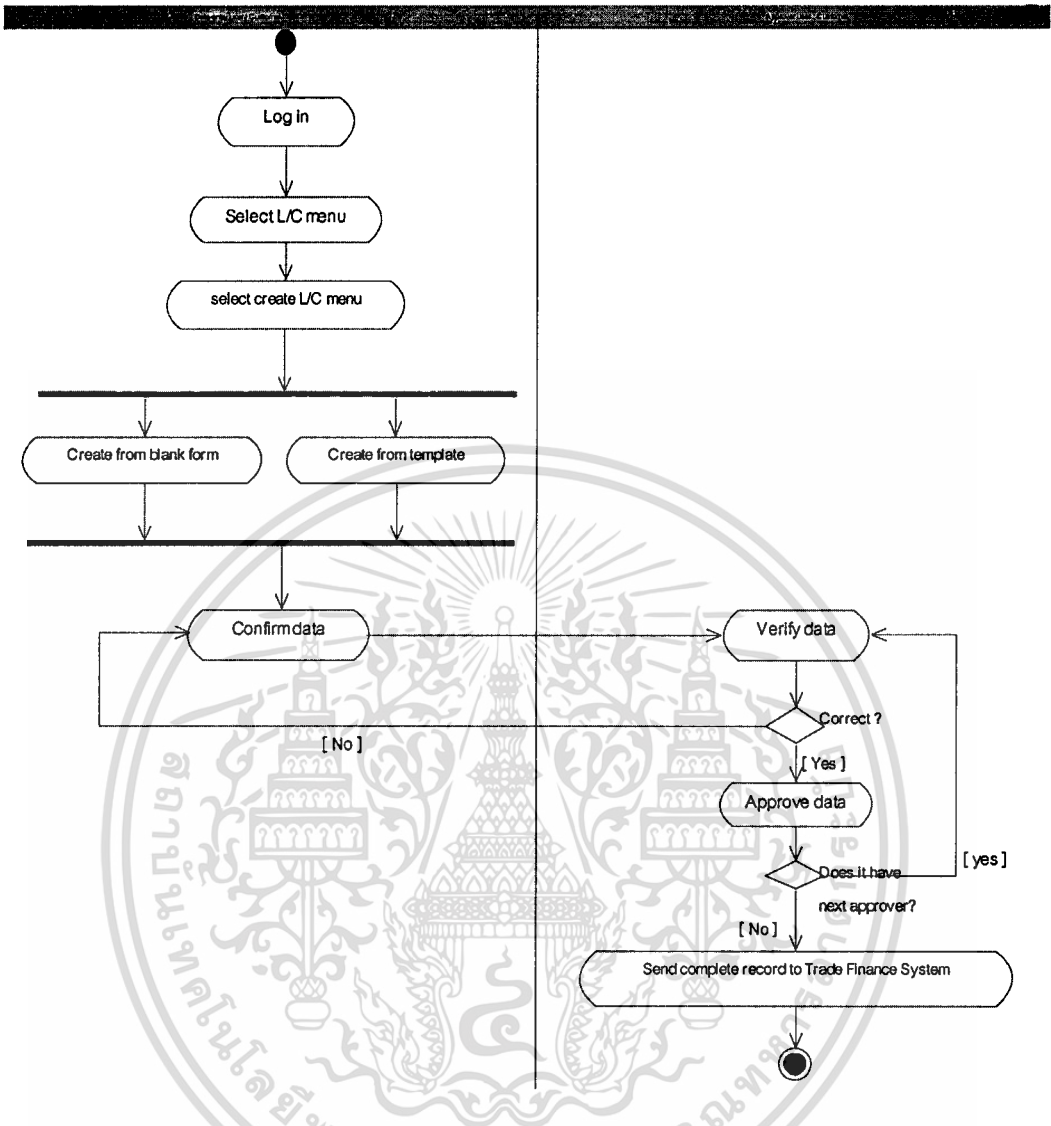 Log in
Select L/C menu
select create L/C menu
Create from blank form
Create from template
Confirm data
Verify data
Correct ?
[ No ]
[ Yes ]
Approve data
Does it have
next approver?
[ yes ]
[ No ]
Send complete record to Trade Finance System